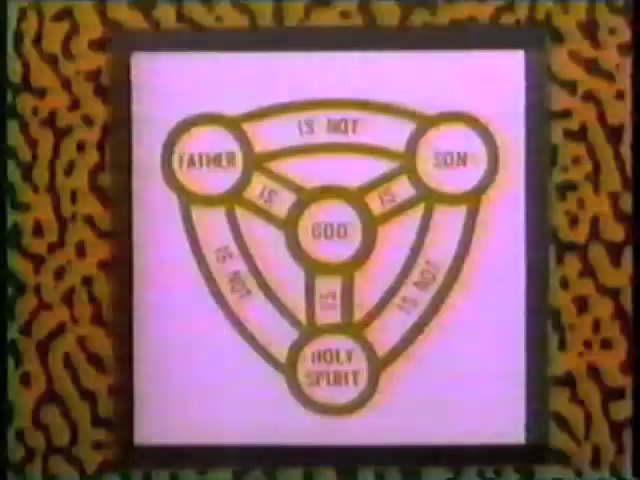 IS NOT
FATHER
SON
IS
IS
GOD
IS NOT
IS NOT
IS
HOLY
SPIRIT